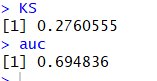 > KS
[1] 0.2760555
> auc
[1] 0.694836
>